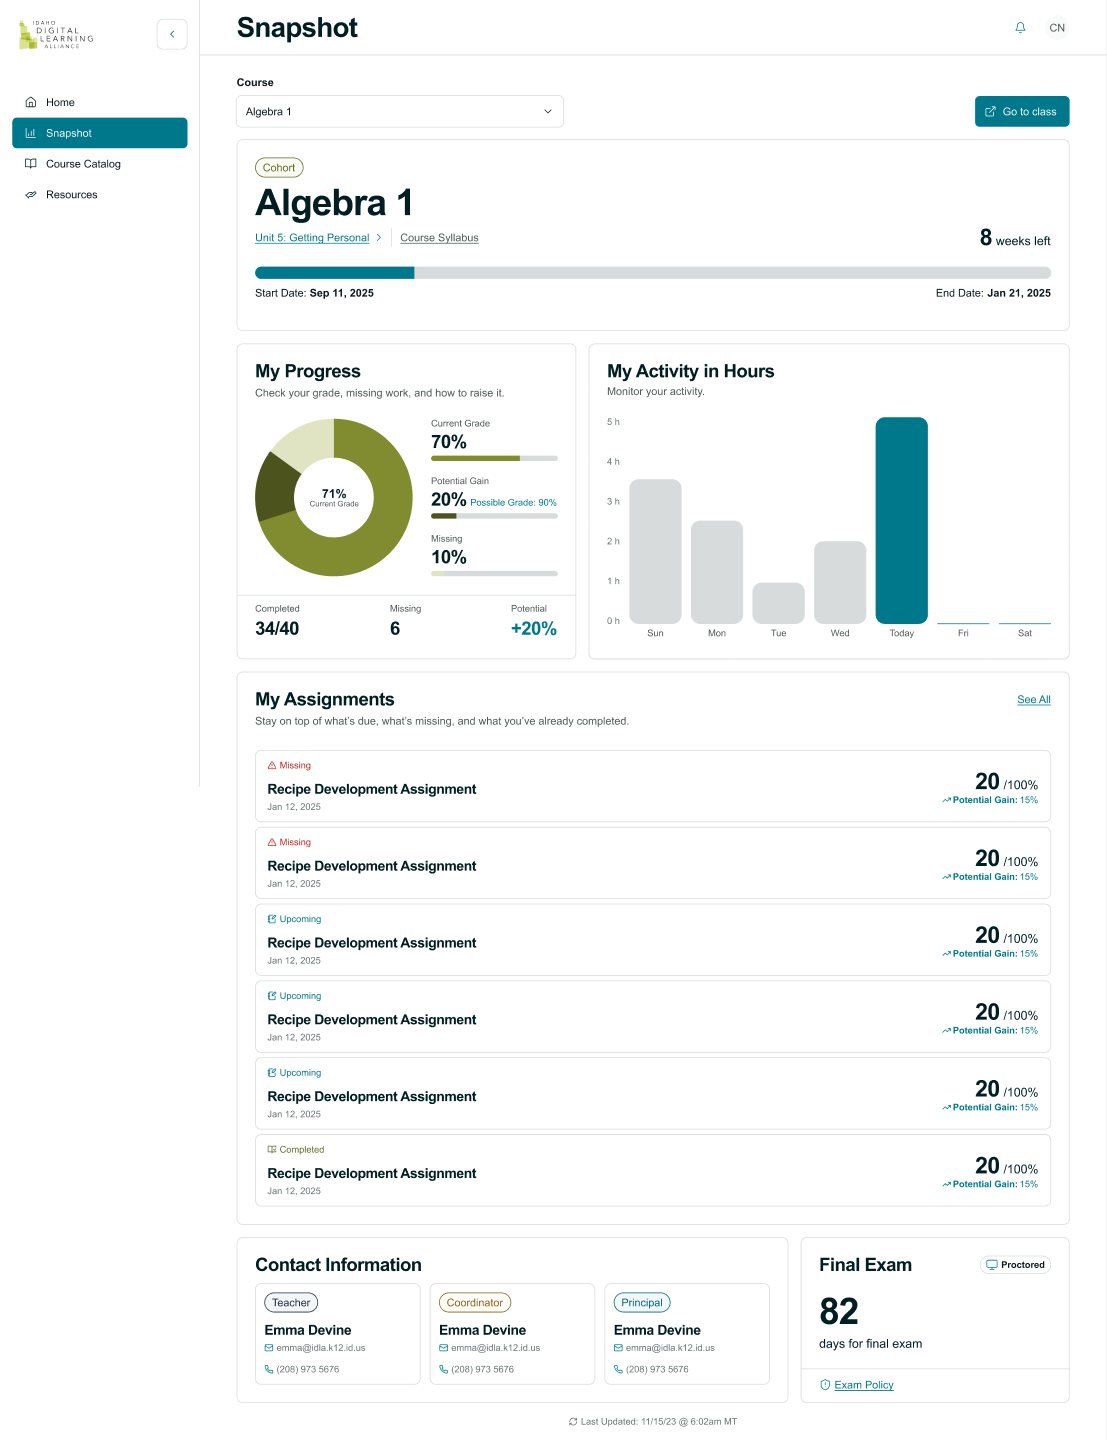 IDAHO
DIGITAL
LEARNING
ALLIANCE
Snapshot
CN
Home
Snapshot
Course Catalog
Resources
Course
Algebra 1
Go to class
Cohort
Algebra 1
Unit 5: Getting Personal
Course Syllabus
8 weeks left
Start Date: Sep 11, 2025
End Date: Jan 21, 2025
My Progress
Check your grade, missing work, and how to raise it.
71%
Current Grade
Current Grade
70%
Potential Gain
20% Possible Grade: 90%
Missing
10%
Completed
34/40
Missing
6
Potential
+20%
My Activity in Hours
Monitor your activity.
5 h
4 h
3 h
2 h
1 h
0 h
Sun
Mon
Tue
Wed
Today
Fri
Sat
My Assignments
See All
Stay on top of what's due, what's missing, and what you've already completed.
Missing
Recipe Development Assignment
Jan 12, 2025
20 /100%
Potential Gain: 15%
Missing
Recipe Development Assignment
Jan 12, 2025
20 /100%
Potential Gain: 15%
Upcoming
Recipe Development Assignment
Jan 12, 2025
20 /100%
Potential Gain: 15%
Upcoming
Recipe Development Assignment
Jan 12, 2025
20 /100%
Potential Gain: 15%
Upcoming
Recipe Development Assignment
Jan 12, 2025
20 /100%
Potential Gain: 15%
Completed
Recipe Development Assignment
Jan 12, 2025
20 /100%
Potential Gain: 15%
Contact Information
Teacher
Emma Devine
emma@idla.k12.id.us
(208) 973 5676
Coordinator
Emma Devine
emma@idla.k12.id.us
(208) 973 5676
Principal
Emma Devine
emma@idla.k12.id.us
(208) 973 5676
Final Exam
Proctored
82
days for final exam
Exam Policy
Last Updated: 11/15/23 @ 6:02am MT